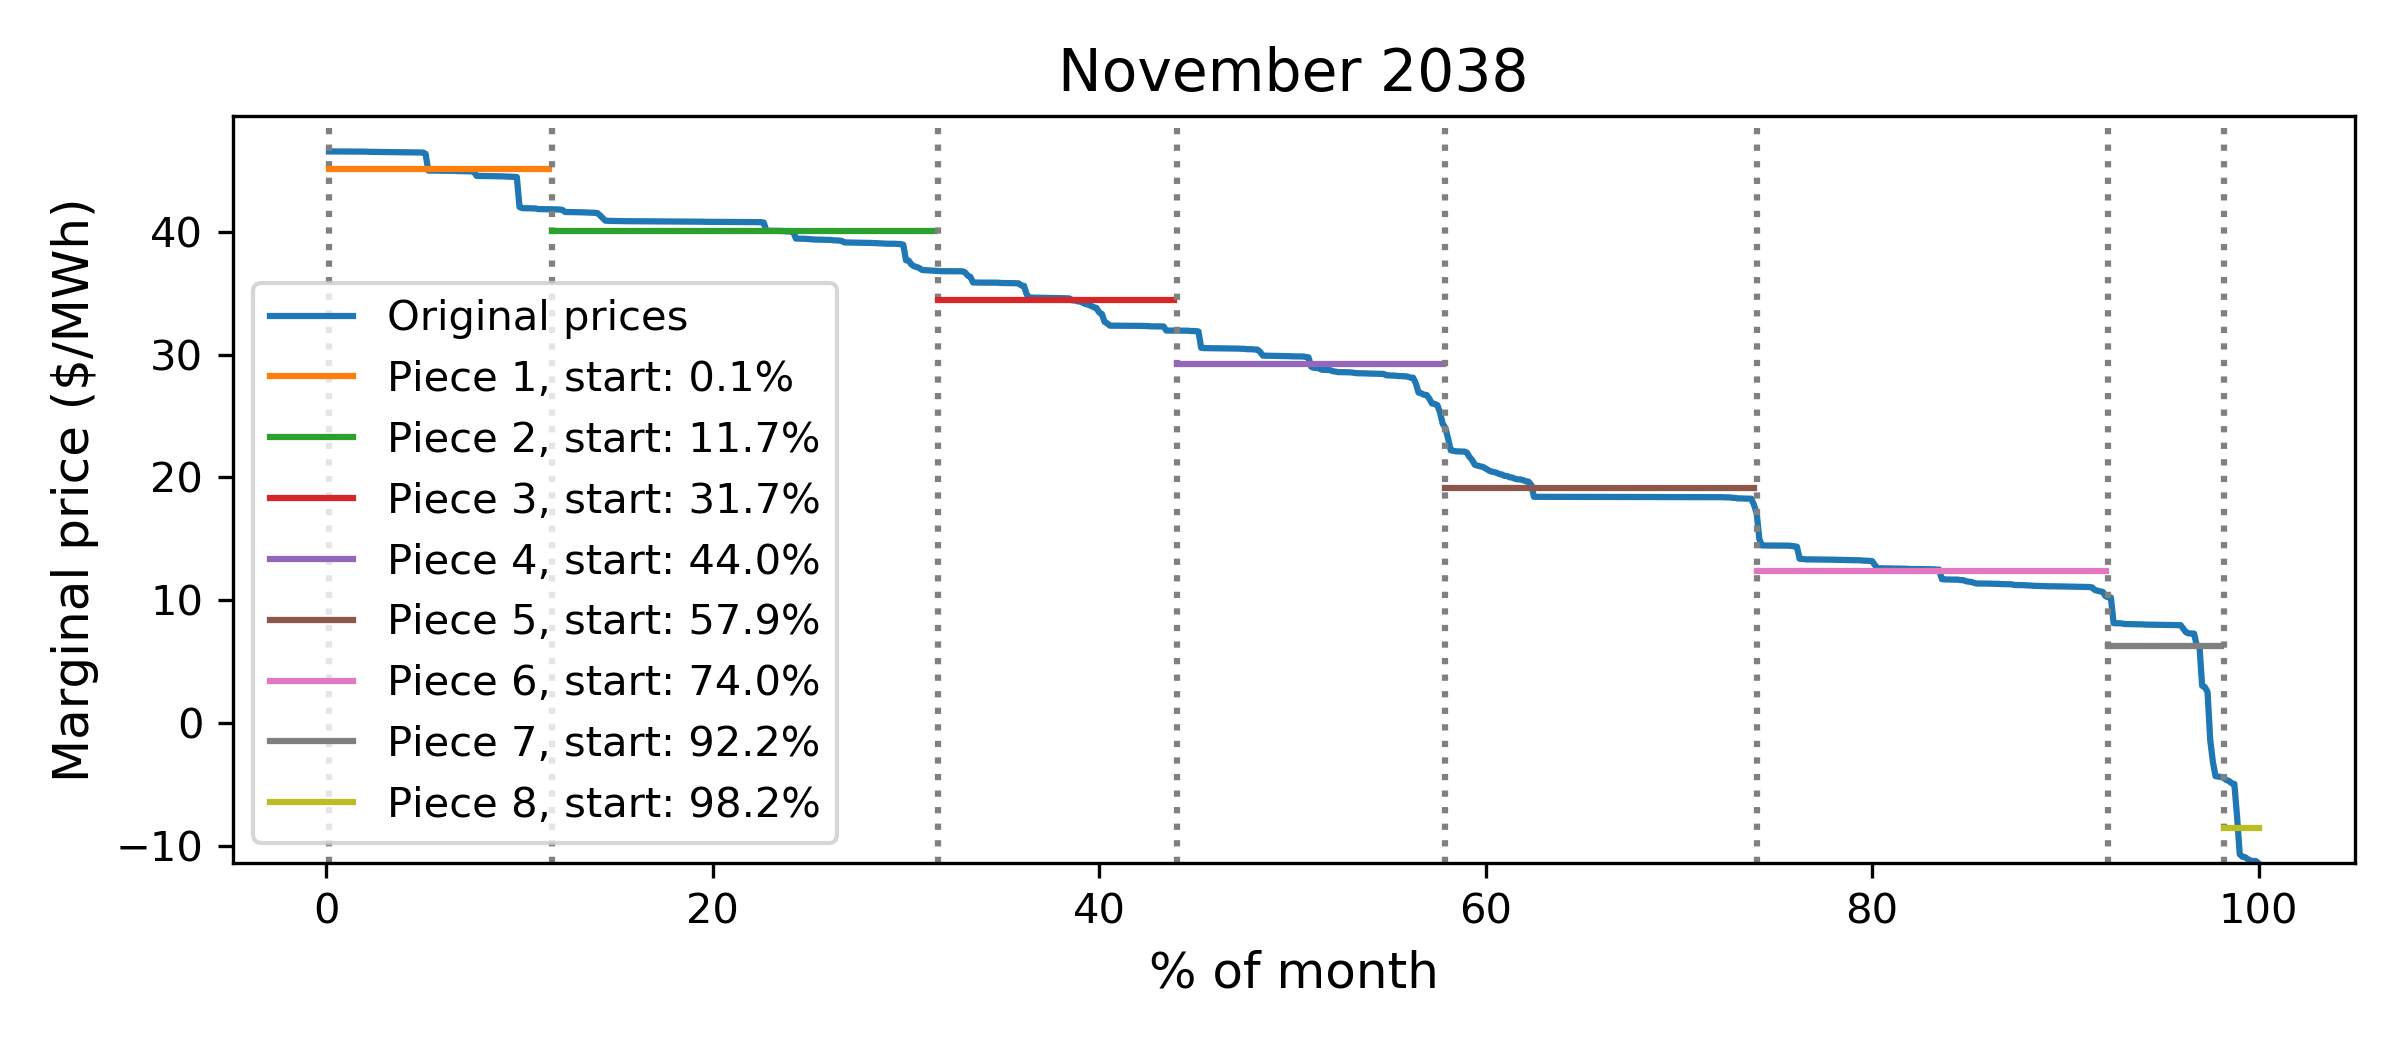 November 2038
Marginal price ($/MWh)
40
30
20
10
0
−10
Original prices
Piece 1, start: 0.1%
Piece 2, start: 11.7%
Piece 3, start: 31.7%
Piece 4, start: 44.0%
Piece 5, start: 57.9%
Piece 6, start: 74.0%
Piece 7, start: 92.2%
Piece 8, start: 98.2%
0 20 40 60 80 100
% of month